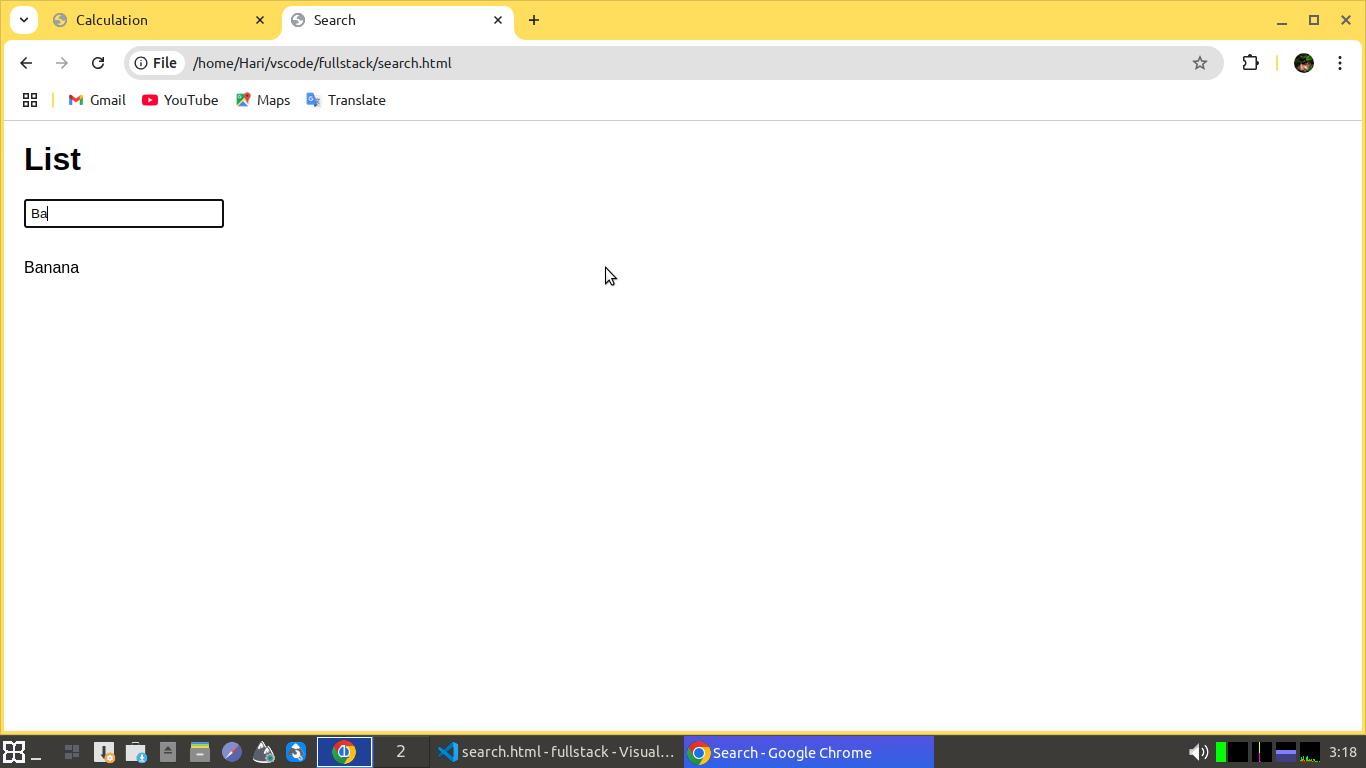 Calculation
Search
File
/home/Hari/vscode/fullstack/search.html
Gmail
YouTube
Maps
Translate
List
Ba
Banana
2
search.html - fullstack - Visual...
Search - Google Chrome
3:18